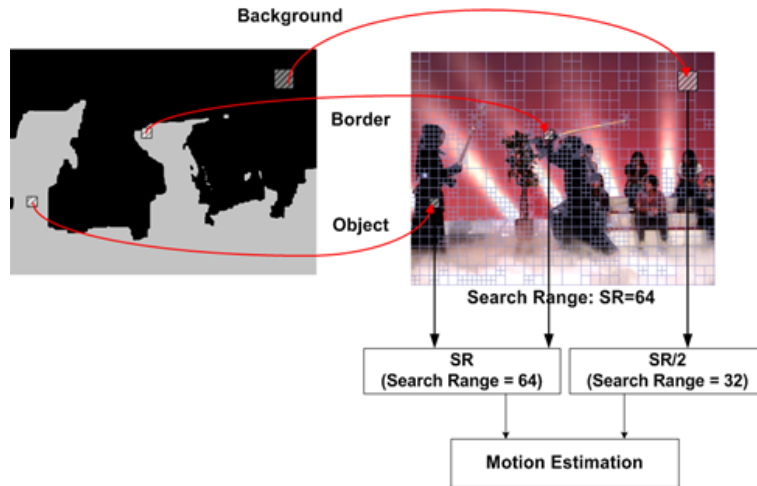 Background
Border
Object
Search Range: SR=64
SR
(Search Range = 64)
SR/2
(Search Range = 32)
Motion Estimation